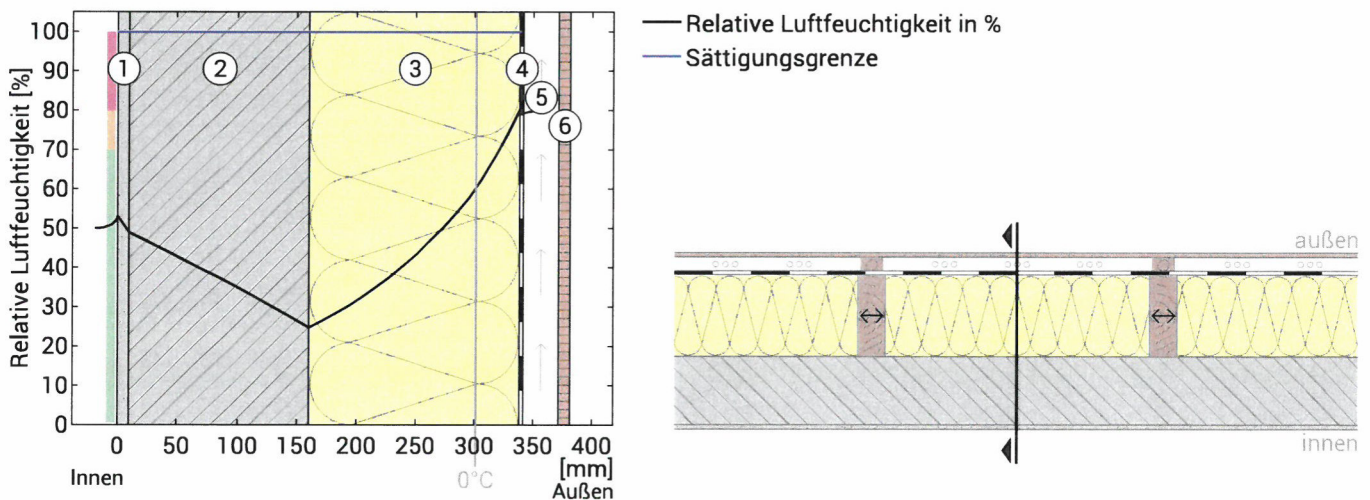 Relative Luftfeuchtigkeit [%]
100
90
80
70
60
50
40
30
20
10
0
1
2
3
4
5
6
0 50 100 150 200 250 300 350 400
[mm]
Innen
0°C
Außen
Relative Luftfeuchtigkeit in %
Sättigungsgrenze
außen
innen